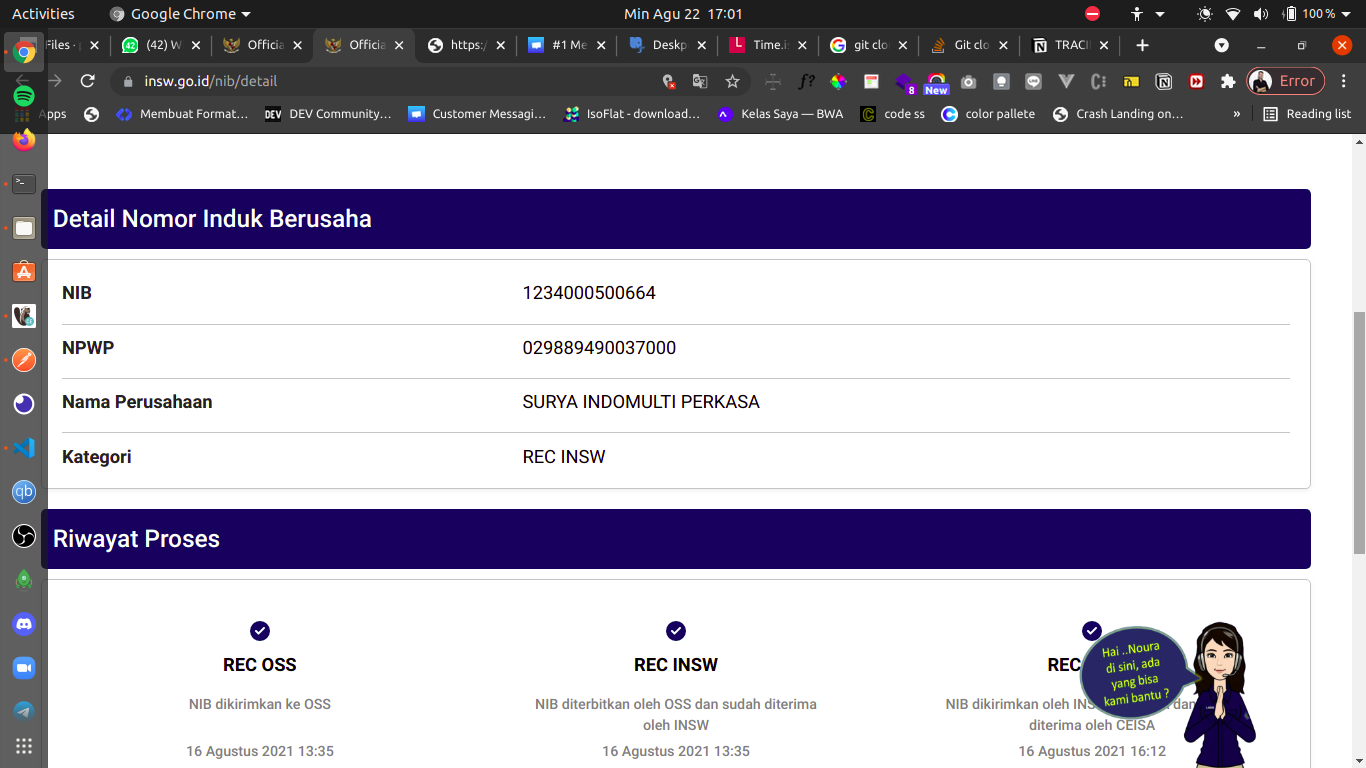 Activities Google Chrome Min Agu 22 17:01 100 %
Files - p (42) W Officia Officia https:/ #1 Me Deskp Time.is git clo Git clo TRACI
insw.go.id/nib/detail 8 New Error
Apps Membuat Format... DEV DEV Community... Customer Messagi... IsoFlat - download... Kelas Saya — BWA code ss color pallete Crash Landing on... » Reading list
Detail Nomor Induk Berusaha
NIB 1234000500664
NPWP 029889490037000
Nama Perusahaan SURYA INDOMULTI PERKASA
Kategori REC INSW
Riwayat Proses
REC OSS
NIB dikirimkan ke OSS
16 Agustus 2021 13:35
REC INSW
NIB diterbitkan oleh OSS dan sudah diterima
oleh INSW
16 Agustus 2021 13:35
REC
NIB dikirimkan oleh INS dan
diterima oleh CEISA
16 Agustus 2021 16:12
Hai ..Noura
di sini, ada
yang bisa
kami bantu ?
qb